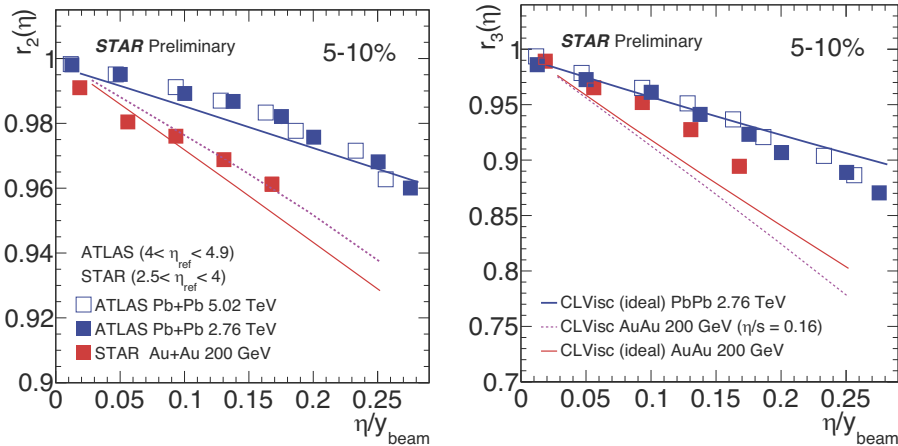 r2(η)
STAR Preliminary
5-10%
1
0.98
0.96
0.94
0.92
0.9
ATLAS (4< ηref< 4.9)
STAR (2.5< ηref< 4)
ATLAS Pb+Pb 5.02 TeV
ATLAS Pb+Pb 2.76 TeV
STAR Au+Au 200 GeV
0 0.05 0.1 0.15 0.2 0.25
η/ybeam
r3(η)
STAR Preliminary
5-10%
1
0.95
0.9
0.85
0.8
0.75
0.7
CLVisc (ideal) PbPb 2.76 TeV
CLVisc AuAu 200 GeV (η/s = 0.16)
CLVisc (ideal) AuAu 200 GeV
0 0.05 0.1 0.15 0.2 0.25
η/ybeam